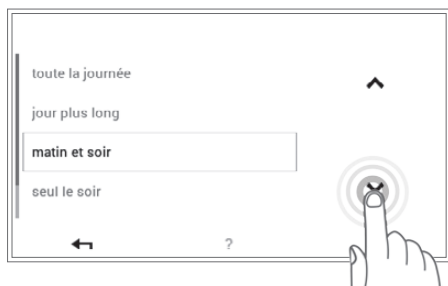 toute la journée
jour plus long
matin et soir
seul le soir
?